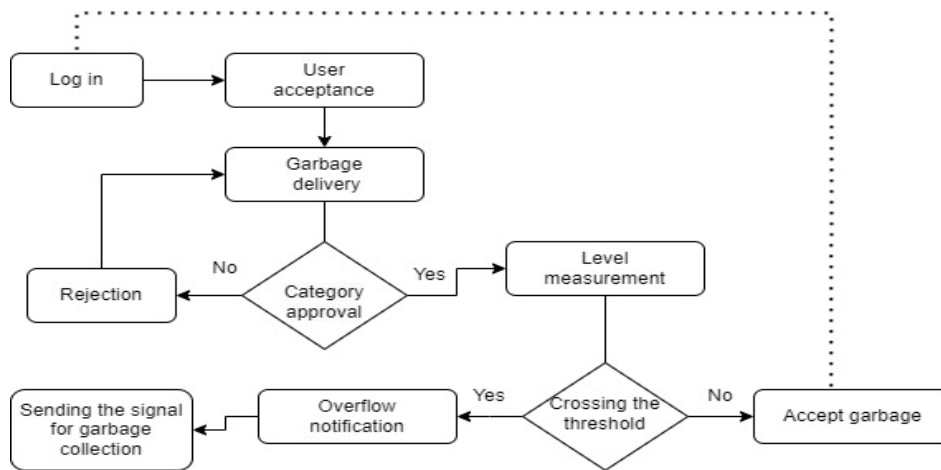 Log in
User
acceptance
Garbage
delivery
No
Yes
Level
measurement
Rejection
Category
approval
Sending the signal
for garbage
collection
Overflow
notification
Yes
Crossing the
threshold
No
Accept garbage